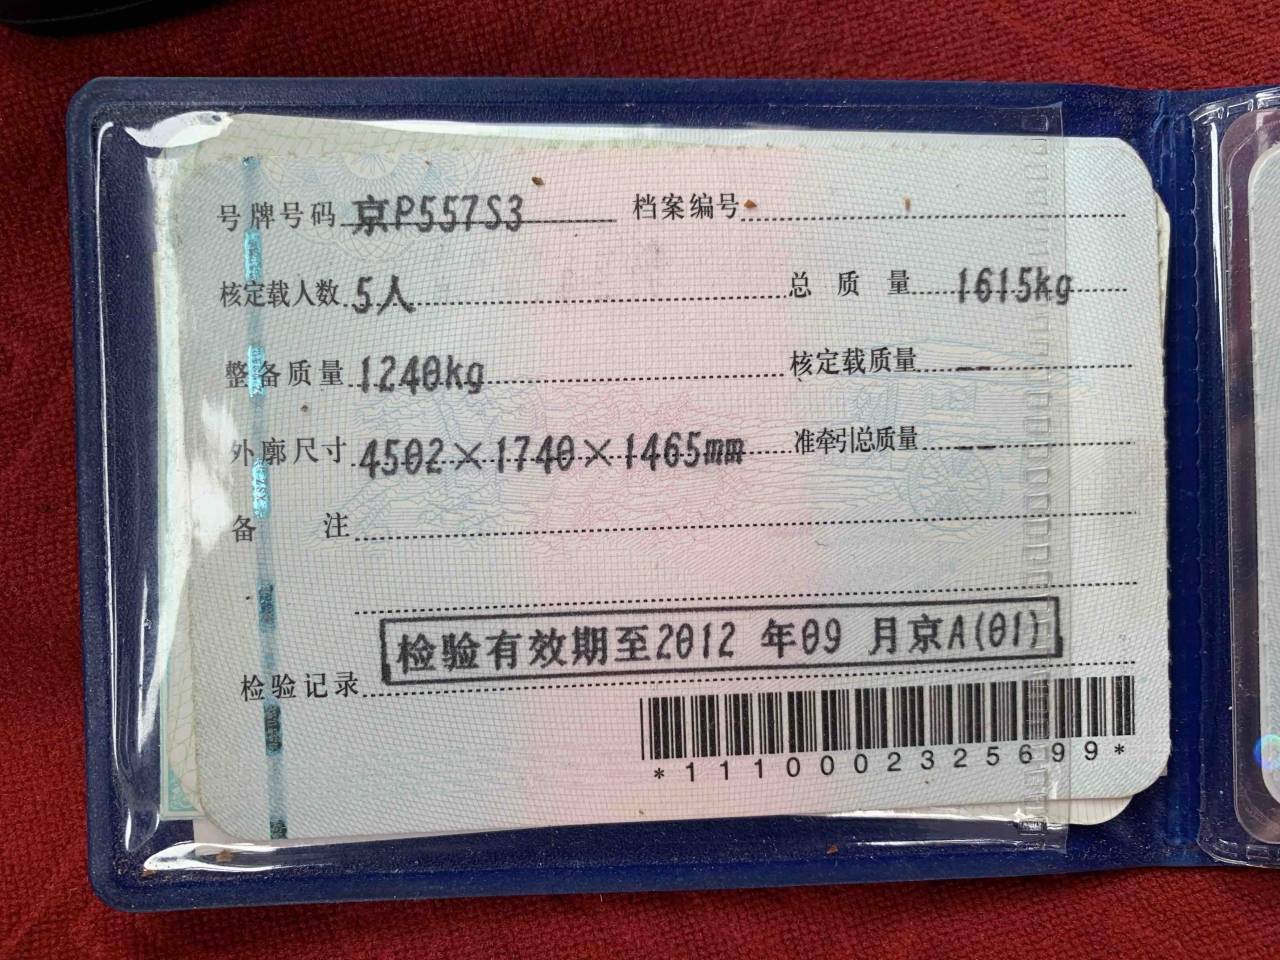 号牌号码 京P557S3 档案编号
核定载人数 5人 总质量 1615kg
整备质量 1240kg 核定载质量 --
外廓尺寸 4502×1740×1465mm 准牵引总质量 --
备注
检验有效期至2012 年09 月京A(01)
检验记录
*1110002325699*